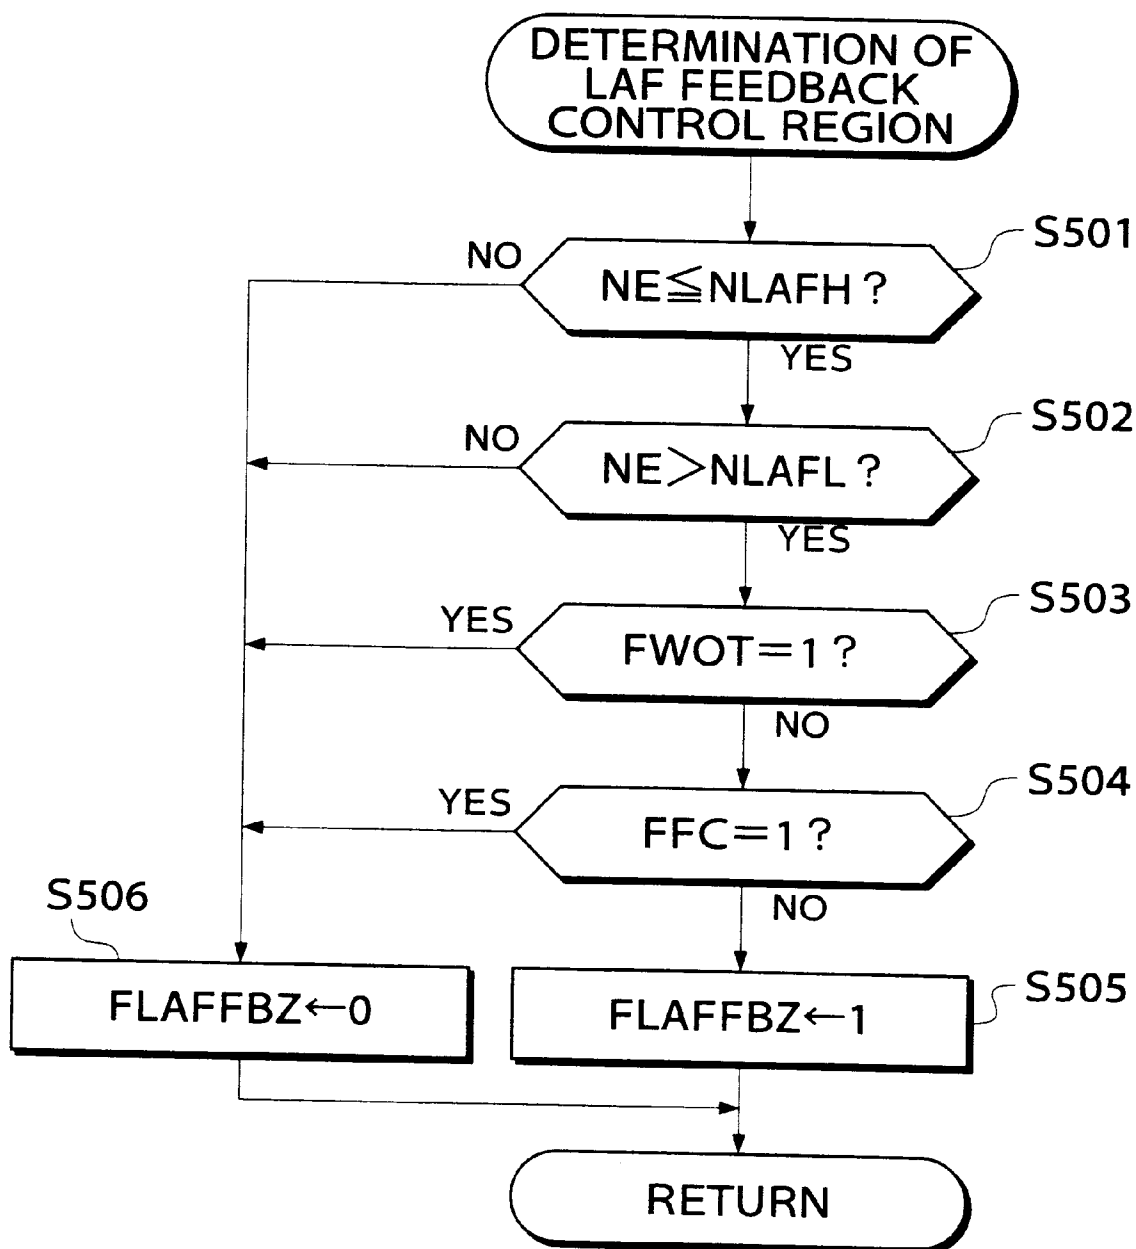 DETERMINATION OF
LAF FEEDBACK
CONTROL REGION
S501
NO
NE≦NLAFH?
YES
S502
NO
NE>NLAFL?
YES
S503
YES
FWOT=1?
NO
S504
YES
FFC=1?
NO
S506
FLAFFBZ←0
S505
FLAFFBZ←1
RETURN